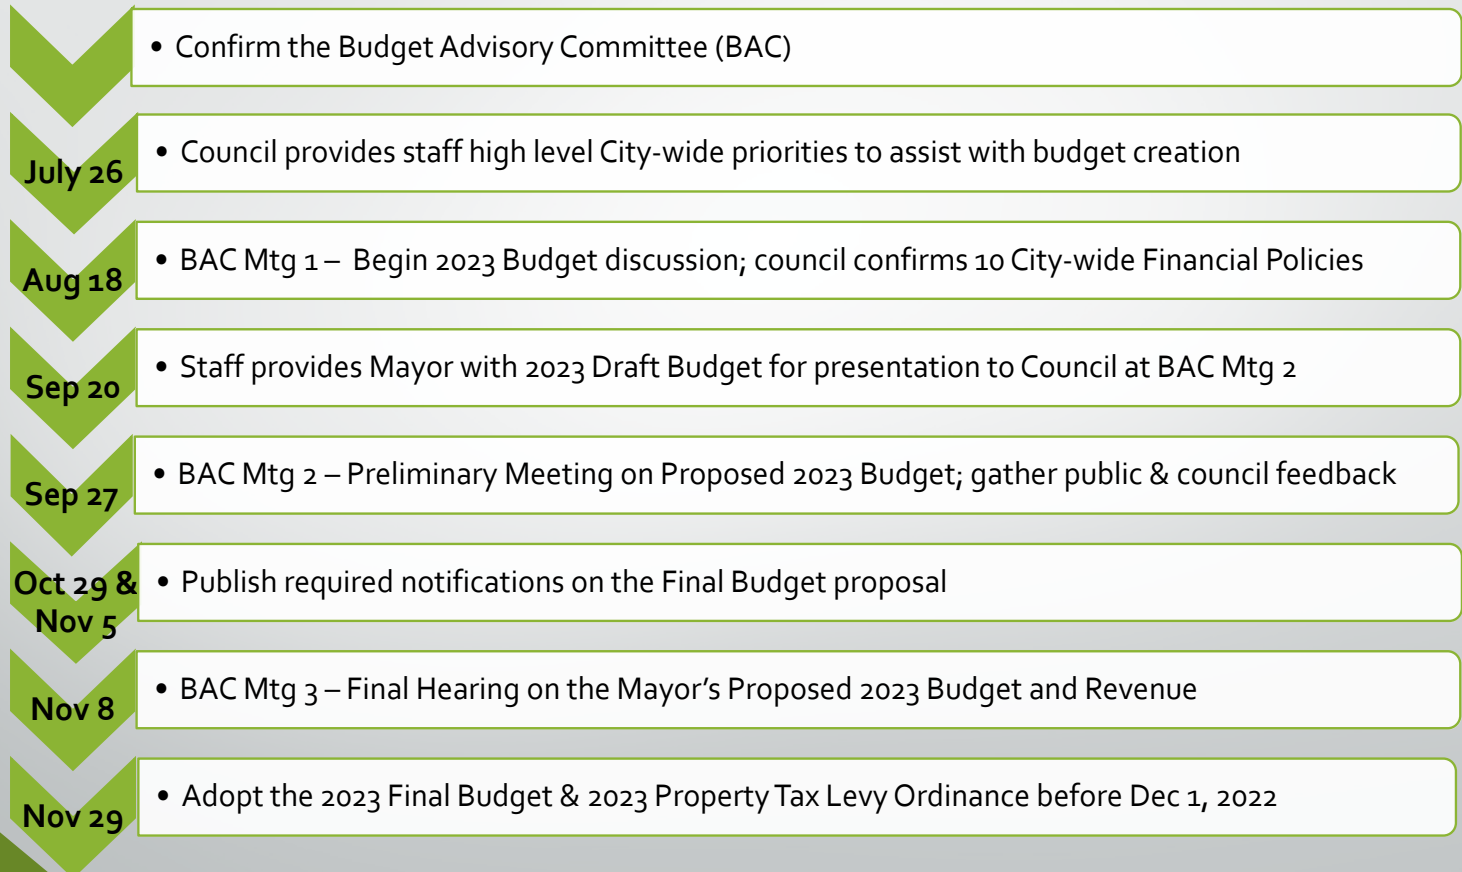 • Confirm the Budget Advisory Committee (BAC)
July 26
• Council provides staff high level City-wide priorities to assist with budget creation
Aug 18
• BAC Mtg 1 – Begin 2023 Budget discussion; council confirms 10 City-wide Financial Policies
Sep 20
• Staff provides Mayor with 2023 Draft Budget for presentation to Council at BAC Mtg 2
Sep 27
• BAC Mtg 2 – Preliminary Meeting on Proposed 2023 Budget; gather public & council feedback
Oct 29 &
Nov 5
• Publish required notifications on the Final Budget proposal
Nov 8
• BAC Mtg 3 – Final Hearing on the Mayor’s Proposed 2023 Budget and Revenue
Nov 29
• Adopt the 2023 Final Budget & 2023 Property Tax Levy Ordinance before Dec 1, 2022